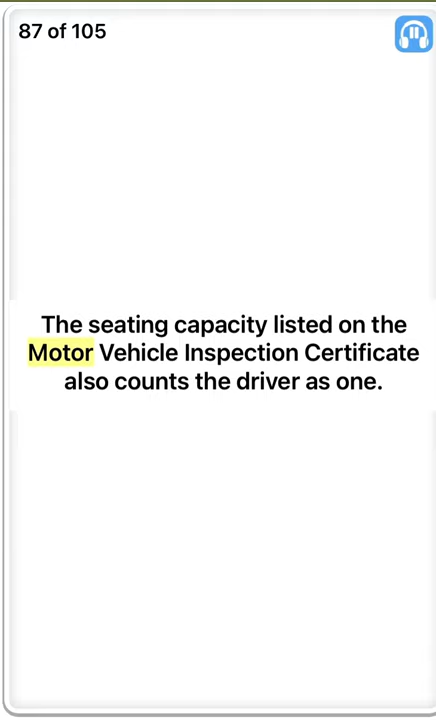 87 of 105
The seating capacity listed on the
Motor Vehicle Inspection Certificate
also counts the driver as one.